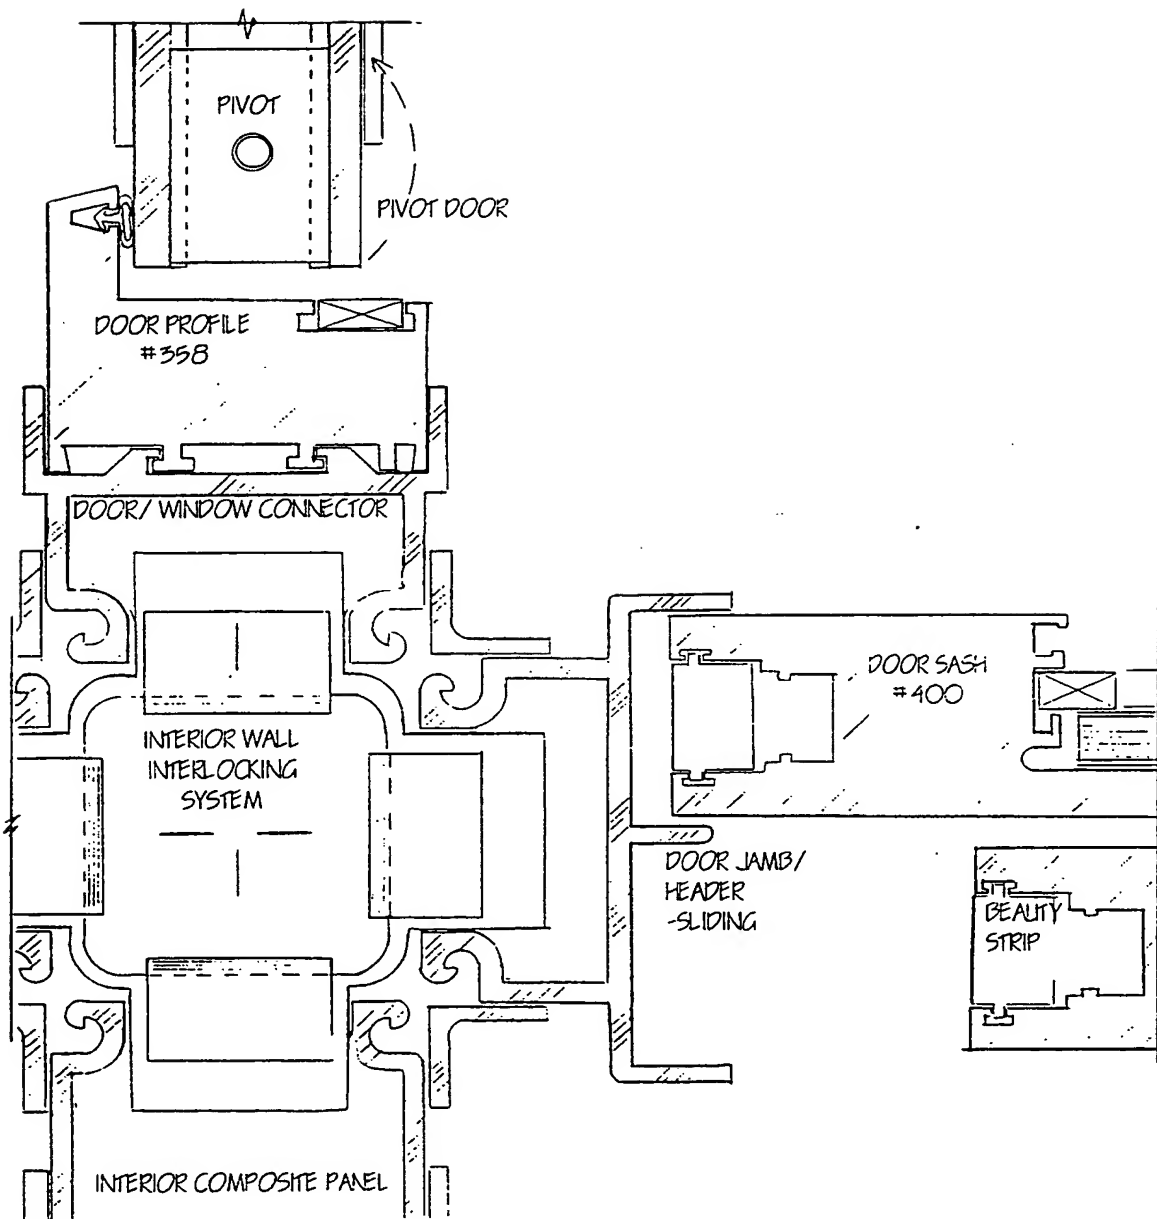 PIVOT
PIVOT DOOR
DOOR PROFILE
#358
DOOR/ WINDOW CONNECTOR
DOOR SASH
#400
INTERIOR WALL
INTERLOCKING
SYSTEM
DOOR JAMB/
HEADER
-SLIDING
BEAUTY
STRIP
INTERIOR COMPOSITE PANEL